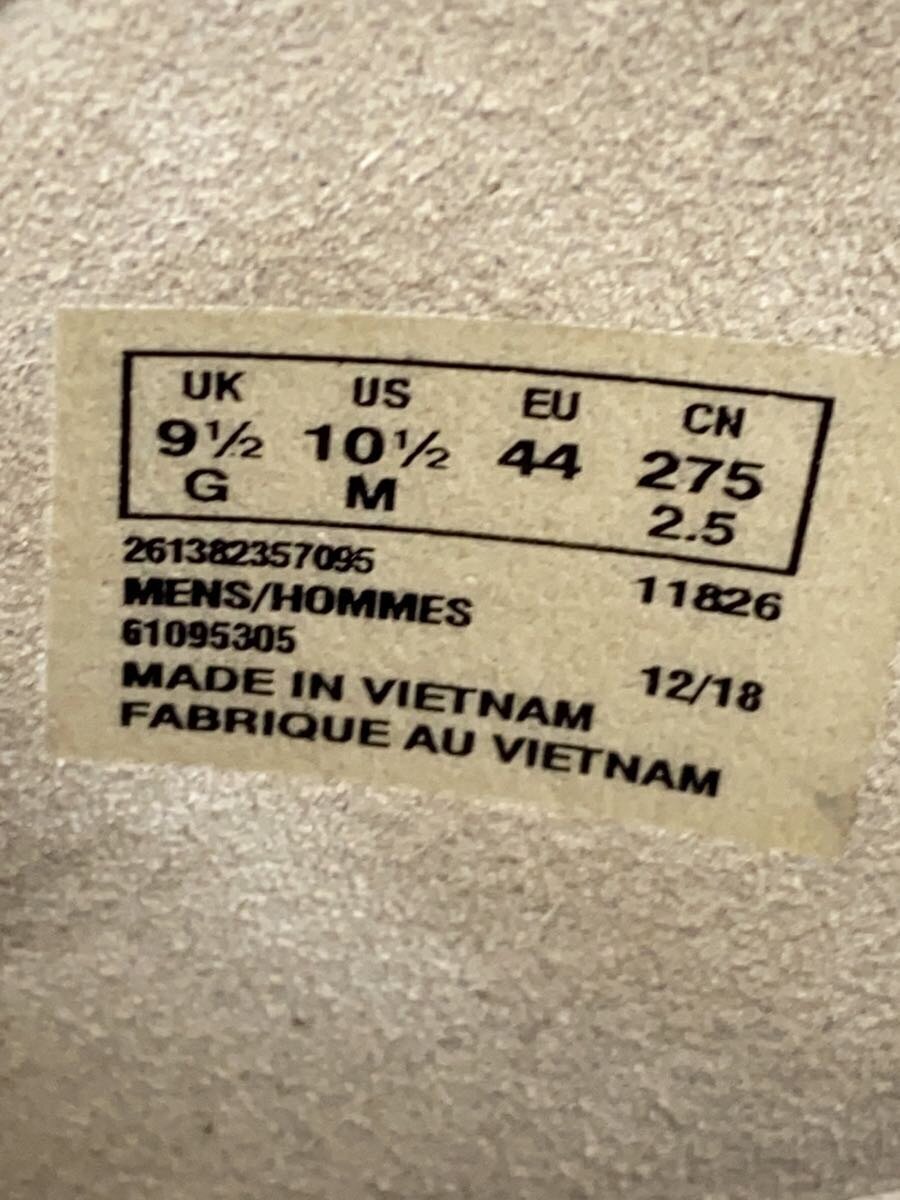 UK US EU CN
9½ 10½ 44 275
G M 2.5
261382357095
11826
MENS/HOMMES
61095305
12/18
MADE IN VIETNAM
FABRIQUE AU VIETNAM